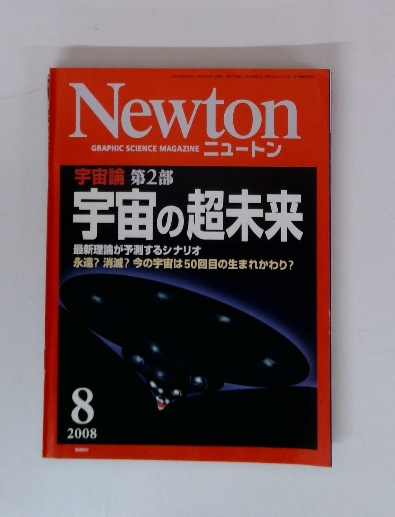 Newton
GRAPHIC SCIENCE MAGAZINE ニュートン
宇宙論 第2部
宇宙の超未来
最新理論が予測するシナリオ
永遠? 消滅? 今の宇宙は50回目の生まれかわり?
8
2008